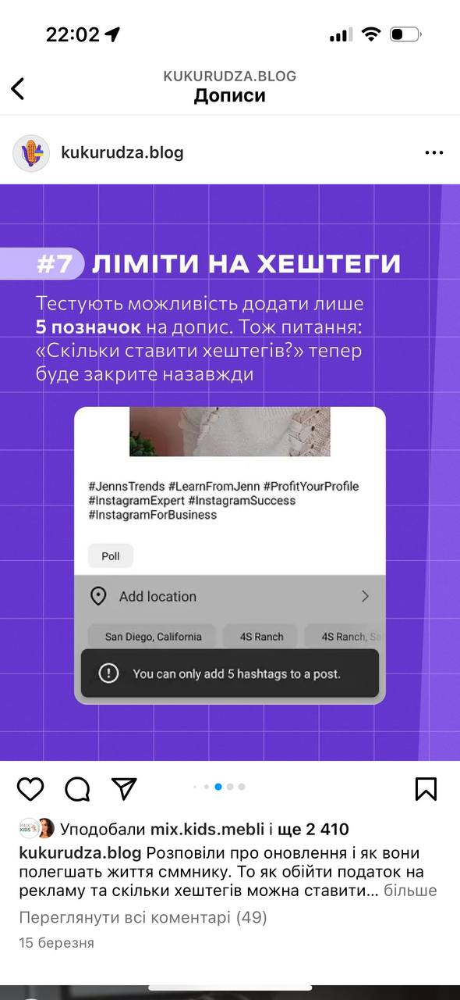 22:02
KUKURUDZA.BLOG
Дописи
kukurudza.blog
#7 ЛІМІТИ НА ХЕШТЕГИ
Тестують можливість додати лише
5 позначок на допис. Тож питання:
«Скільки ставити хештегів?» тепер
буде закрите назавжди
#JennsTrends #LearnFromJenn #ProfitYourProfile
#InstagramExpert #InstagramSuccess
#InstagramForBusiness
Poll
Add location
San Diego, California 4S Ranch 4S Ranch, Sa
You can only add 5 hashtags to a post.
Уподобали mix.kids.mebli і ще 2 410
kukurudza.blog Розповіли про оновлення і як вони
полегшать життя сммнику. То як обійти податок на
рекламу та скільки хештегів можна ставити... більше
Переглянути всі коментарі (49)
15 березня